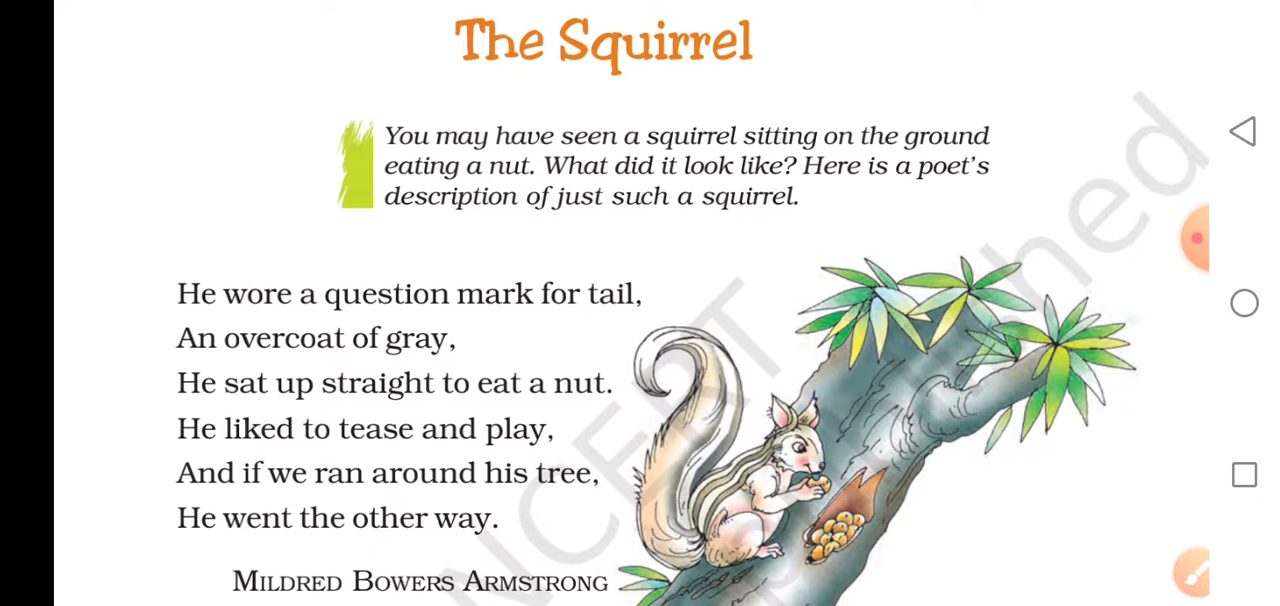 The Squirrel
You may have seen a squirrel sitting on the ground
eating a nut. What did it look like? Here is a poet's
description of just such a squirrel.
He wore a question mark for tail,
An overcoat of gray,
He sat up straight to eat a nut.
He liked to tease and play,
And if we ran around his tree,
He went the other way.
MILDRED BOWERS ARMSTRONG
NCERT